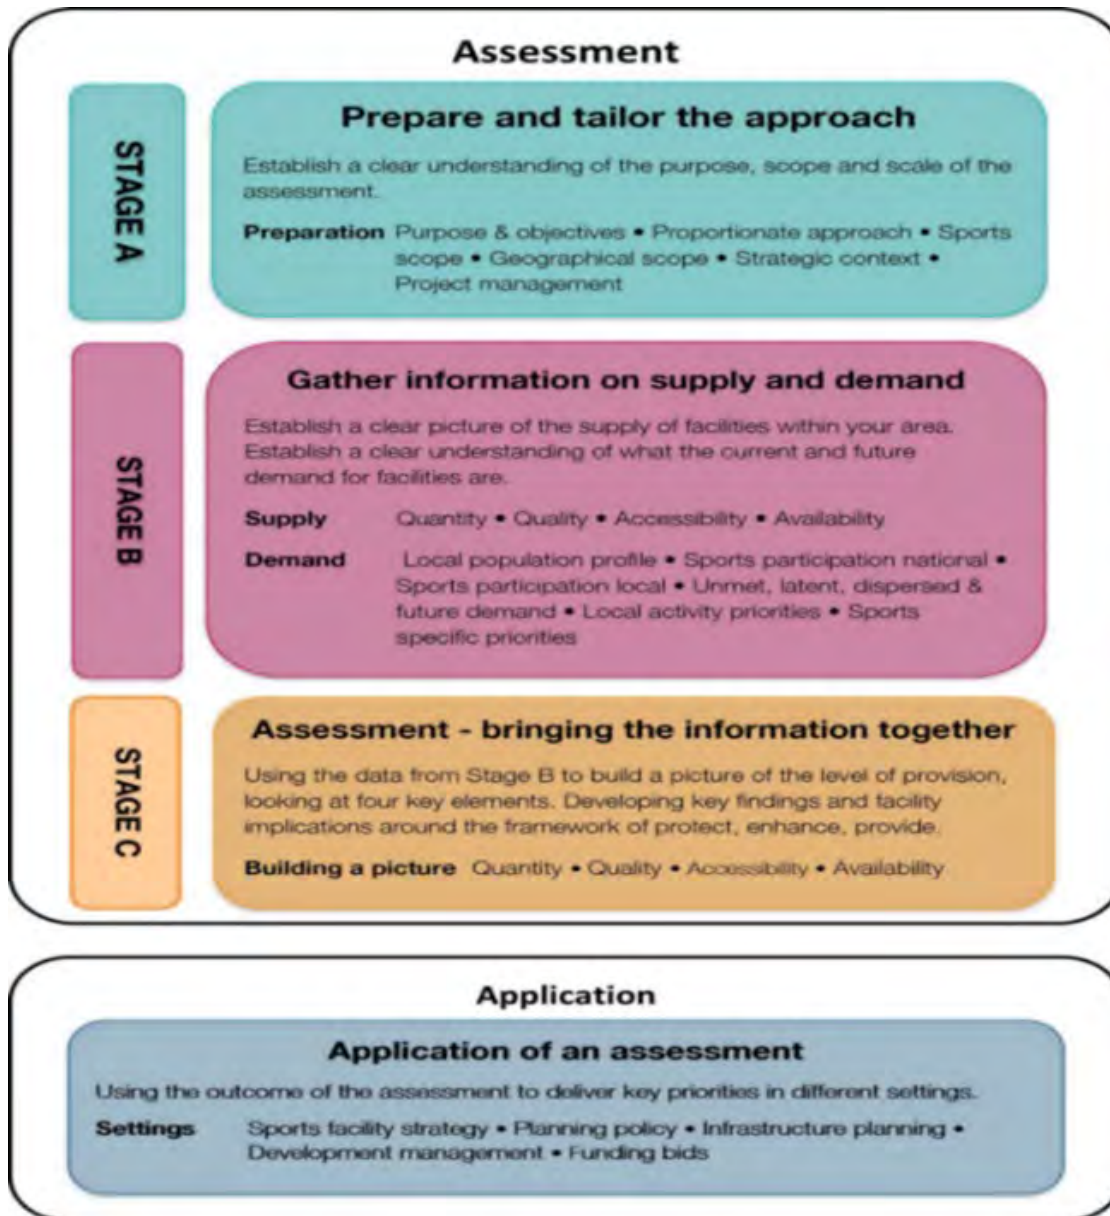 Assessment
STAGE A
Prepare and tailor the approach
Establish a clear understanding of the purpose, scope and scale of the
assessment.
Preparation Purpose & objectives • Proportionate approach • Sports
scope • Geographical scope • Strategic context •
Project management
STAGE B
Gather information on supply and demand
Establish a clear picture of the supply of facilities within your area.
Establish a clear understanding of what the current and future
demand for facilities are.
Supply Quantity • Quality • Accessibility • Availability
Demand Local population profile • Sports participation national •
Sports participation local • Unmet, latent, dispersed &
future demand • Local activity priorities • Sports
specific priorities
STAGE C
Assessment - bringing the information together
Using the data from Stage B to build a picture of the level of provision,
looking at four key elements. Developing key findings and facility
implications around the framework of protect, enhance, provide.
Building a picture Quantity • Quality • Accessibility • Availability
Application
Application of an assessment
Using the outcome of the assessment to deliver key priorities in different settings.
Settings Sports facility strategy • Planning policy • Infrastructure planning •
Development management • Funding bids